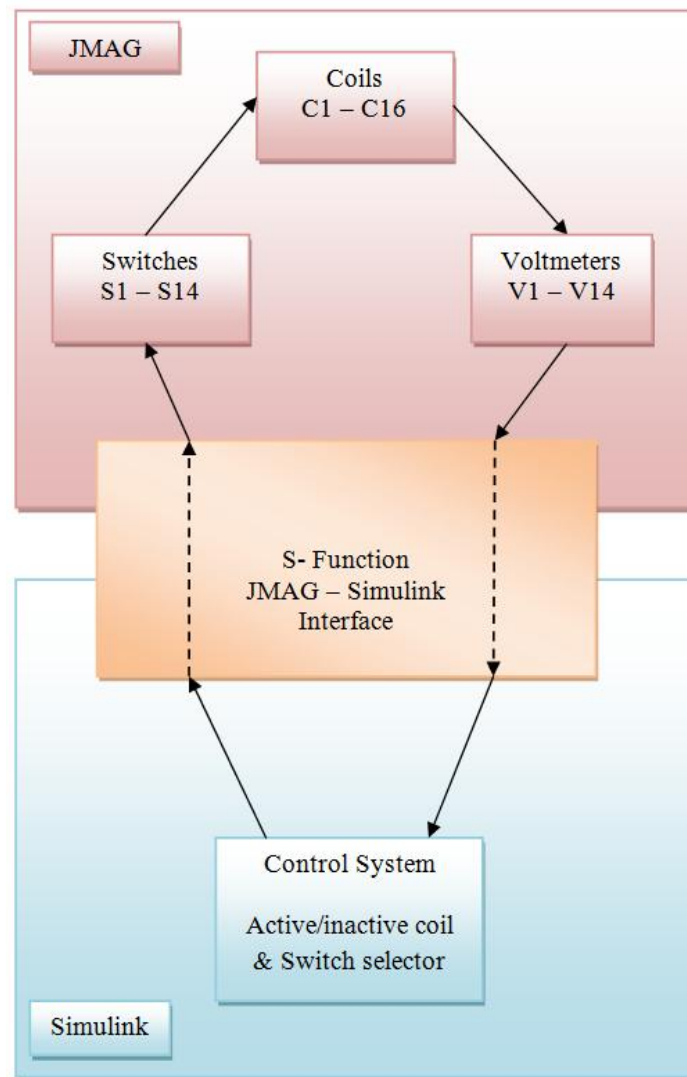 JMAG
Coils
C1 – C16
Switches
S1 – S14
Voltmeters
V1 – V14
S- Function
JMAG – Simulink
Interface
Control System
Active/inactive coil
& Switch selector
Simulink